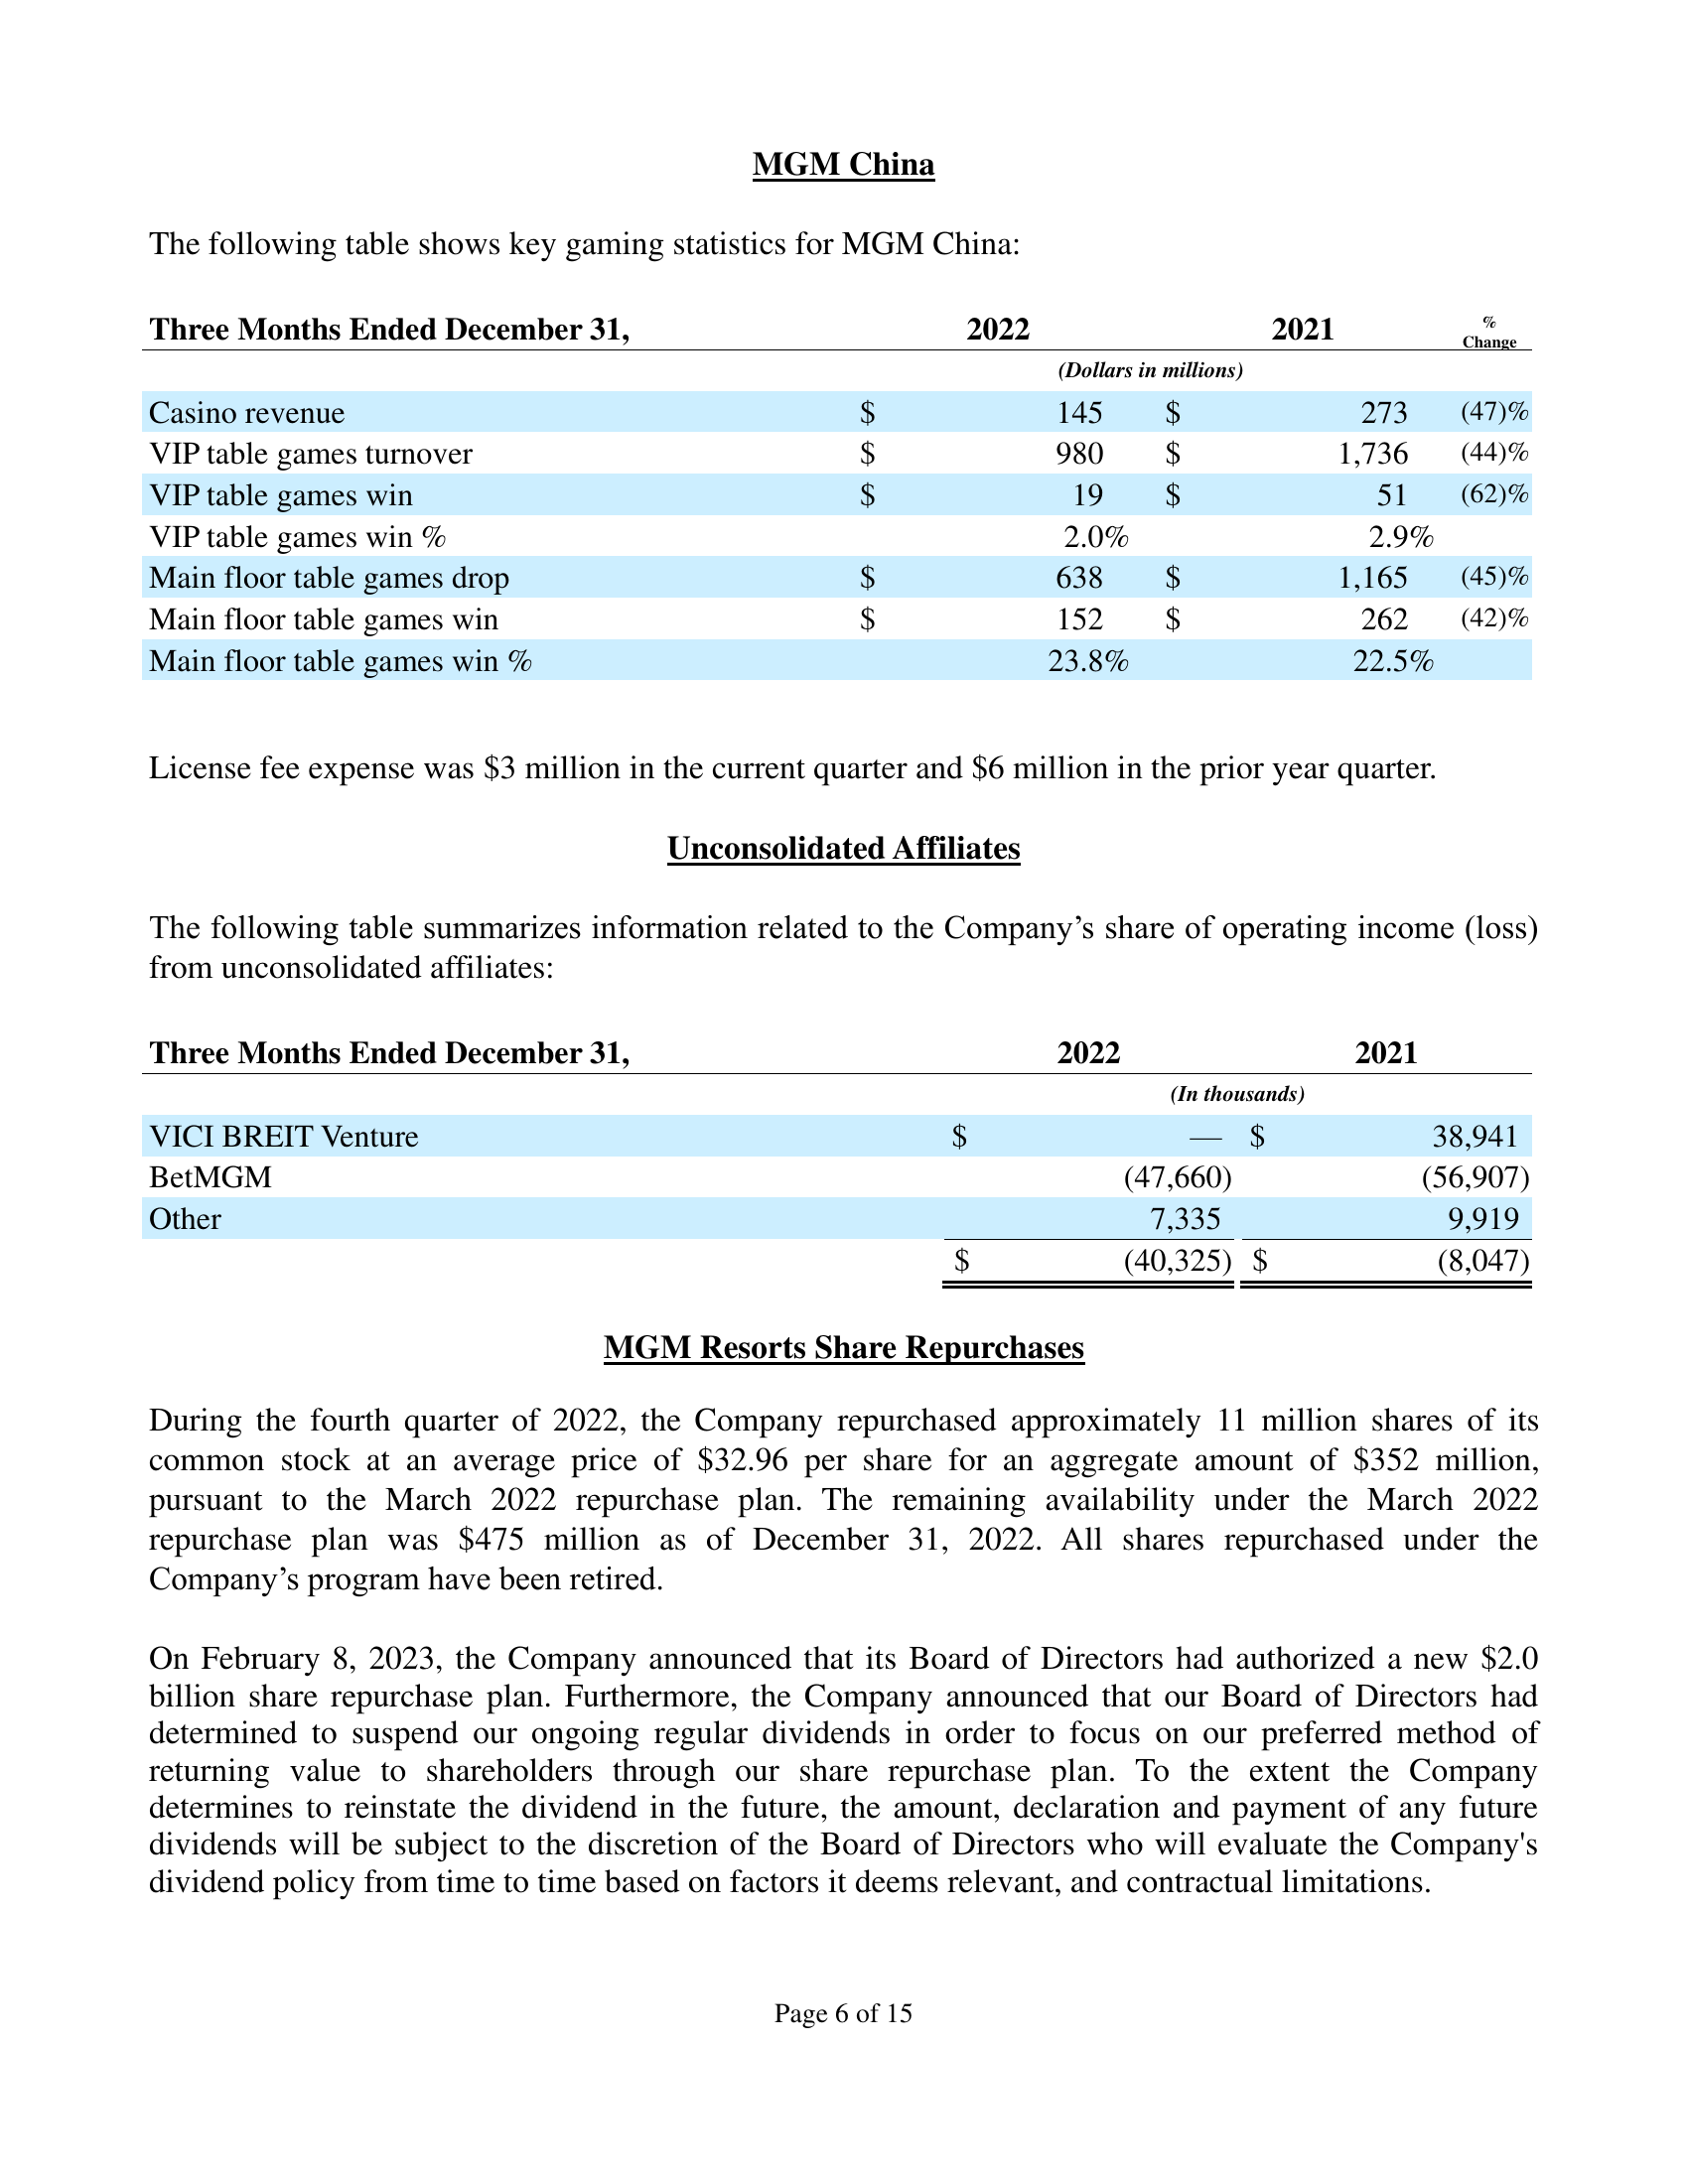 MGM China
The following table shows key gaming statistics for MGM China:
Three Months Ended December 31, 2022 2021 % Change
(Dollars in millions)
Casino revenue $ 145 $ 273 (47)%
VIP table games turnover $ 980 $ 1,736 (44)%
VIP table games win $ 19 $ 51 (62)%
VIP table games win % 2.0% 2.9%
Main floor table games drop $ 638 $ 1,165 (45)%
Main floor table games win $ 152 $ 262 (42)%
Main floor table games win % 23.8% 22.5%
License fee expense was $3 million in the current quarter and $6 million in the prior year quarter.
Unconsolidated Affiliates
The following table summarizes information related to the Company’s share of operating income (loss)
from unconsolidated affiliates:
Three Months Ended December 31, 2022 2021
(In thousands)
VICI BREIT Venture $ — $ 38,941
BetMGM (47,660) (56,907)
Other 7,335 9,919
$ (40,325) $ (8,047)
MGM Resorts Share Repurchases
During the fourth quarter of 2022, the Company repurchased approximately 11 million shares of its
common stock at an average price of $32.96 per share for an aggregate amount of $352 million,
pursuant to the March 2022 repurchase plan. The remaining availability under the March 2022
repurchase plan was $475 million as of December 31, 2022. All shares repurchased under the
Company’s program have been retired.
On February 8, 2023, the Company announced that its Board of Directors had authorized a new $2.0
billion share repurchase plan. Furthermore, the Company announced that our Board of Directors had
determined to suspend our ongoing regular dividends in order to focus on our preferred method of
returning value to shareholders through our share repurchase plan. To the extent the Company
determines to reinstate the dividend in the future, the amount, declaration and payment of any future
dividends will be subject to the discretion of the Board of Directors who will evaluate the Company's
dividend policy from time to time based on factors it deems relevant, and contractual limitations.
Page 6 of 15